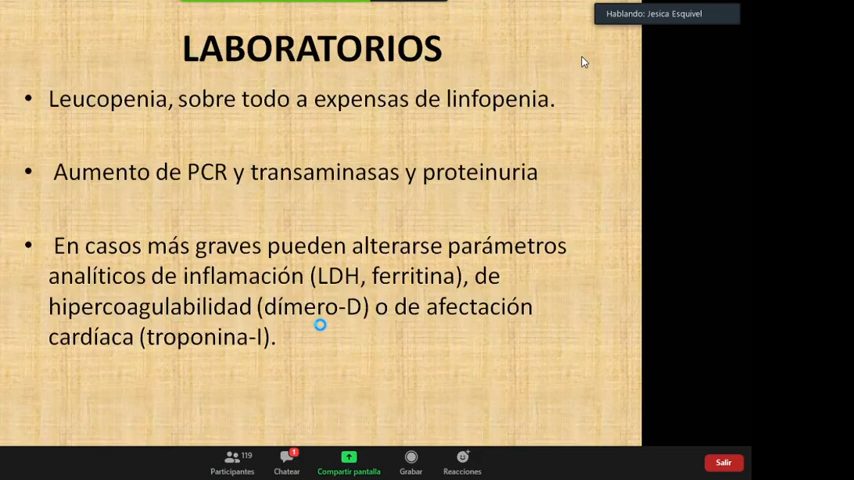 Hablando: Jesica Esquivel
LABORATORIOS
• Leucopenia, sobre todo a expensas de linfopenia.
• Aumento de PCR y transaminasas y proteinuria
• En casos más graves pueden alterarse parámetros
analíticos de inflamación (LDH, ferritina), de
hipercoagulabilidad (dímero-D) o de afectación
cardíaca (troponina-I).
119
1
Participantes
Chatear
Compartir pantalla
Grabar
Reacciones
Salir